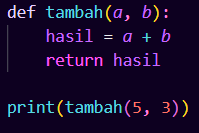 def tambah(a, b):
    hasil = a + b
    return hasil

print(tambah(5, 3))